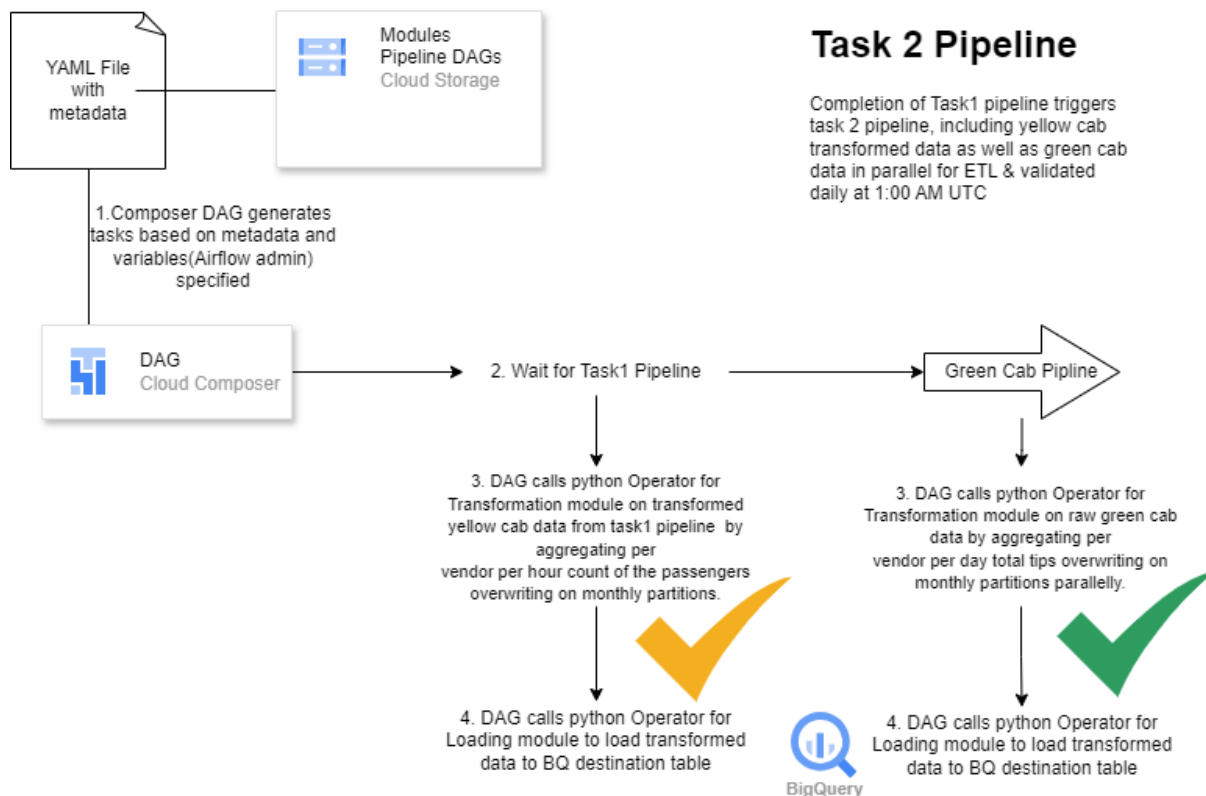 YAML File
with
metadata
Modules
Pipeline DAGs
Cloud Storage
Task 2 Pipeline
Completion of Task1 pipeline triggers
task 2 pipeline, including yellow cab
transformed data as well as green cab
data in parallel for ETL & validated
daily at 1:00 AM UTC
1.Composer DAG generates
tasks based on metadata and
variables(Airflow admin)
specified
DAG
Cloud Composer
2. Wait for Task1 Pipeline
Green Cab Pipline
3. DAG calls python Operator for
Transformation module on transformed
yellow cab data from task1 pipeline by
aggregating per
vendor per hour count of the passengers
overwriting on monthly partitions.
3. DAG calls python Operator for
Transformation module on raw green cab
data by aggregating per
vendor per day total tips overwriting on
monthly partitions parallelly.
4. DAG calls python Operator for
Loading module to load transformed
data to BQ destination table
BigQuery
4. DAG calls python Operator for
Loading module to load transformed
data to BQ destination table